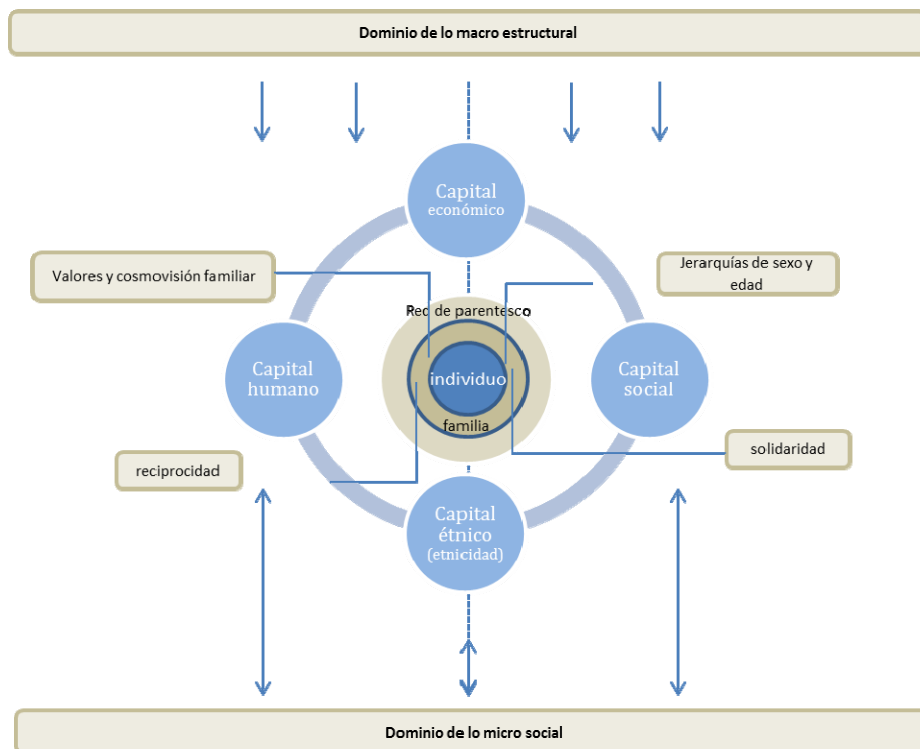 Dominio de lo macro estructural
Capital
económico
Valores y cosmovisión familiar
Jerarquías de sexo y
edad
Red de parentesco
Capital
humano
individuo
Capital
social
familia
reciprocidad
solidaridad
Capital
étnico
(etnicidad)
Dominio de lo micro social